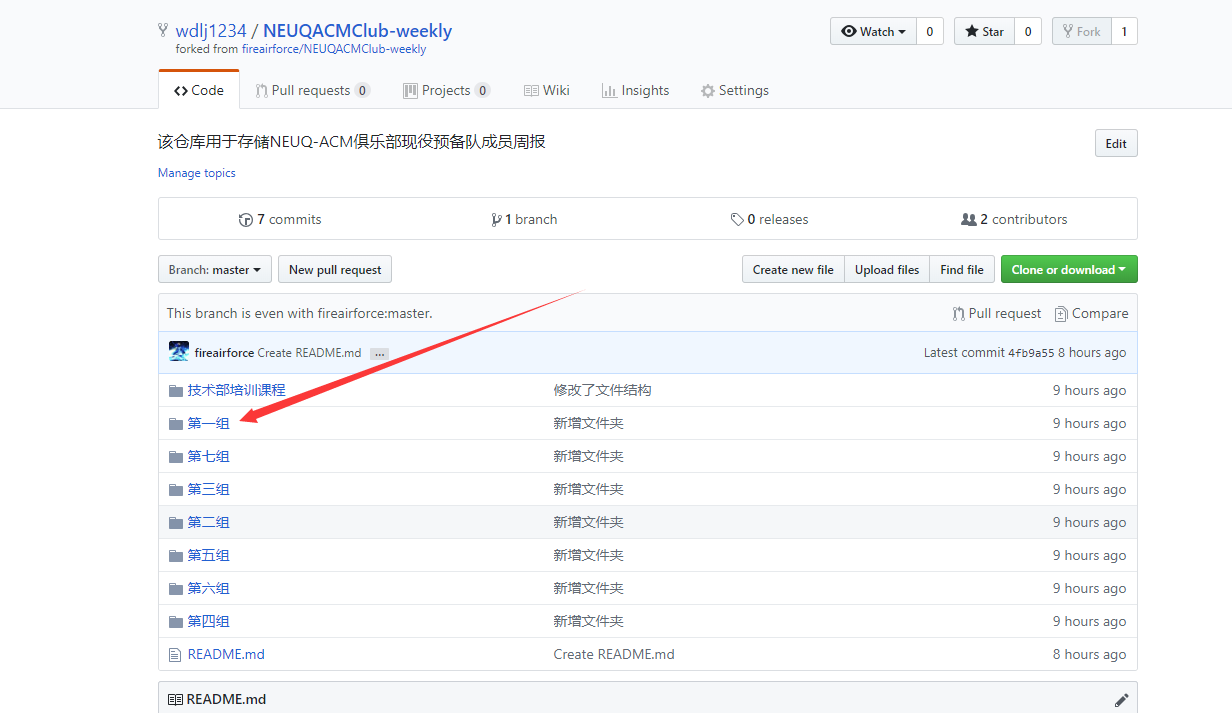 wdlj1234 / NEUQACMClub-weekly
forked from fireairforce/NEUQACMClub-weekly
Watch 0 Star 0 Fork 1
Code Pull requests 0 Projects 0 Wiki Insights Settings
该仓库用于存储NEUQ-ACM俱乐部现役预备队成员周报 Edit
Manage topics
7 commits 1 branch 0 releases 2 contributors
Branch: master New pull request Create new file Upload files Find file Clone or download
This branch is even with fireairforce:master. Pull request Compare
fireairforce Create README.md ... Latest commit 4fb9a55 8 hours ago
技术部培训课程 修改了文件结构 9 hours ago
第一组 新增文件夹 9 hours ago
第七组 新增文件夹 9 hours ago
第三组 新增文件夹 9 hours ago
第二组 新增文件夹 9 hours ago
第五组 新增文件夹 9 hours ago
第六组 新增文件夹 9 hours ago
第四组 新增文件夹 9 hours ago
README.md Create README.md 8 hours ago
README.md